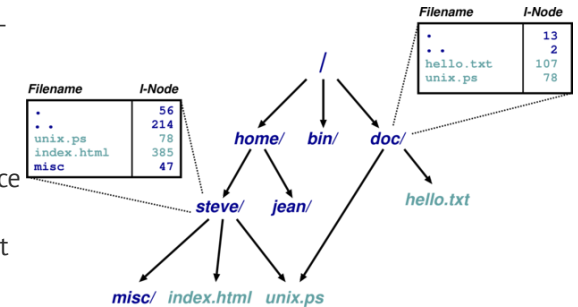 Filename I-Node
. 13
. . 2
hello.txt 107
unix.ps 78
/
Filename I-Node
. 56
. . 214
unix.ps 78
index.html 385
misc 47
home/ bin/ doc/
ce
steve/ jean/ hello.txt
t
misc/ index.html unix.ps